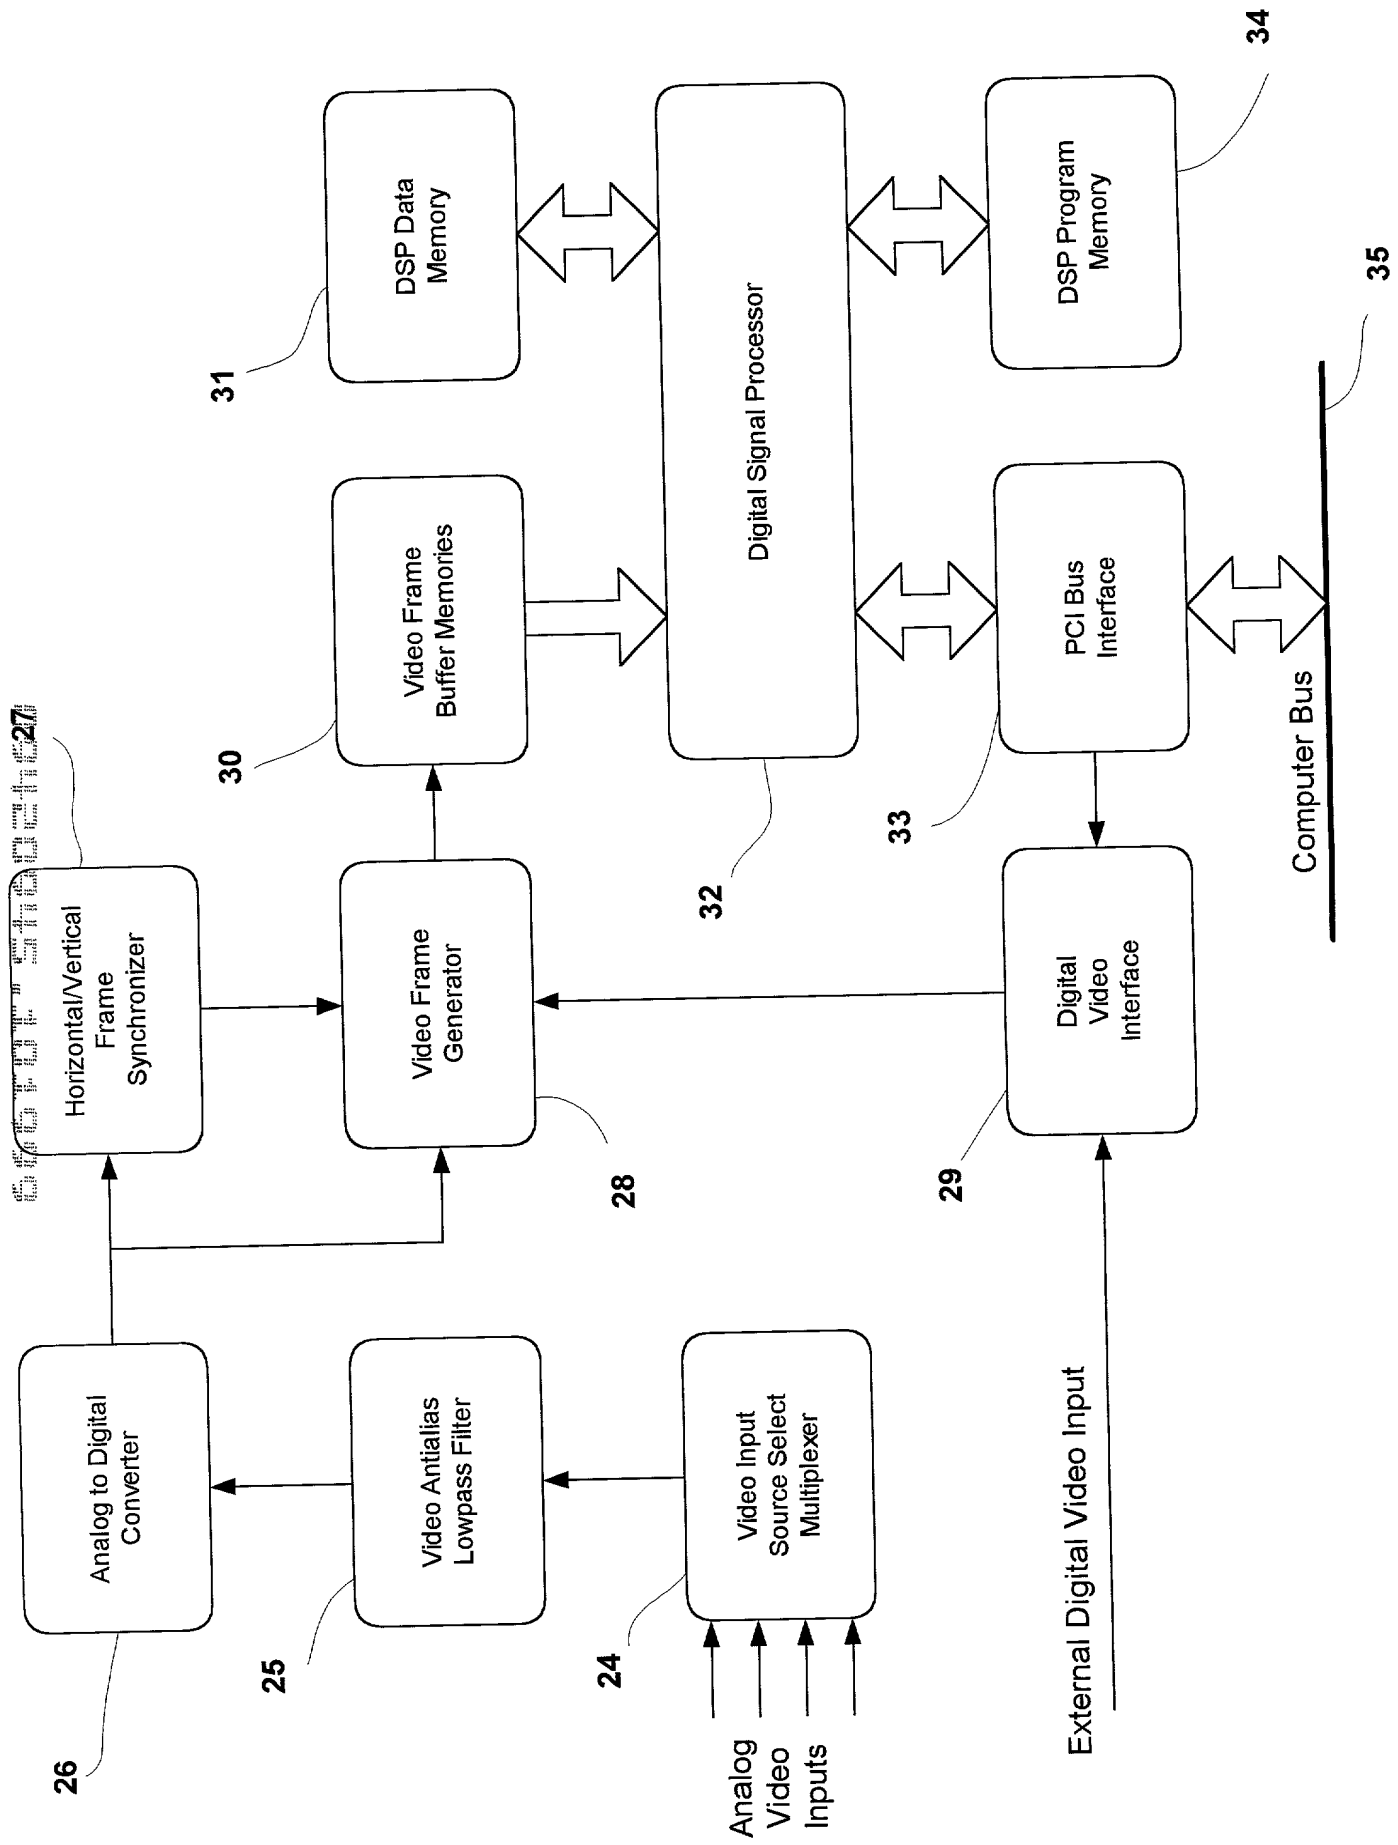 26
Analog to Digital
Converter
27
Horizontal/Vertical
Frame
Synchronizer
25
Video Antialias
Lowpass Filter
28
Video Frame
Generator
30
Video Frame
Buffer Memories
31
DSP Data
Memory
24
Video Input
Source Select
Multiplexer
Analog
Video
Inputs
32
Digital Signal Processor
29
Digital
Video
Interface
External Digital Video Input
33
PCI Bus
Interface
34
DSP Program
Memory
Computer Bus
35